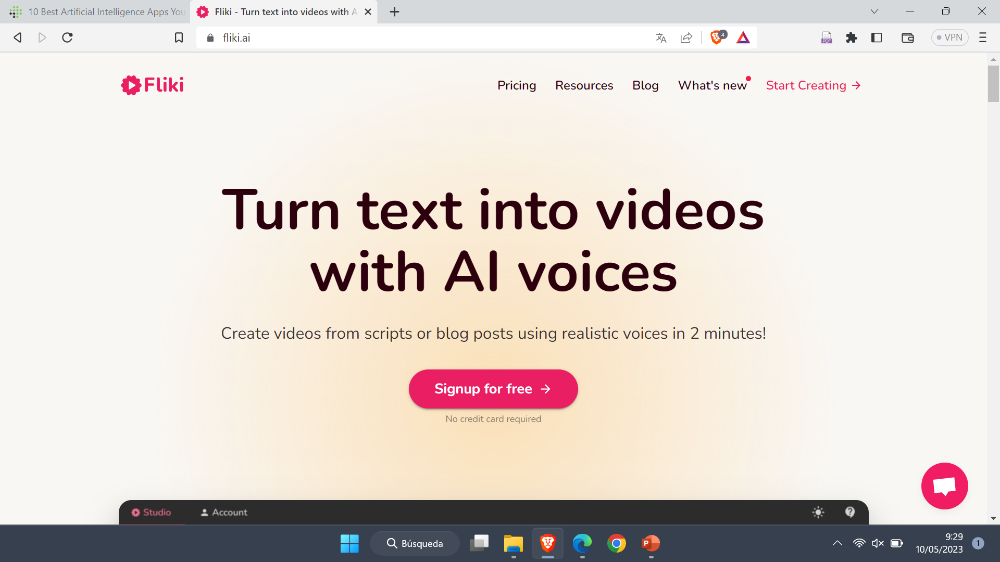 10 Best Artificial Intelligence Apps You
Fliki - Turn text into videos with A
fliki.ai
4
PDF
VPN
Fliki
Pricing
Resources
Blog
What's new
Start Creating →
Turn text into videos
with AI voices
Create videos from scripts or blog posts using realistic voices in 2 minutes!
Signup for free →
No credit card required
Studio
Account
Búsqueda
P
9:29
10/05/2023
1